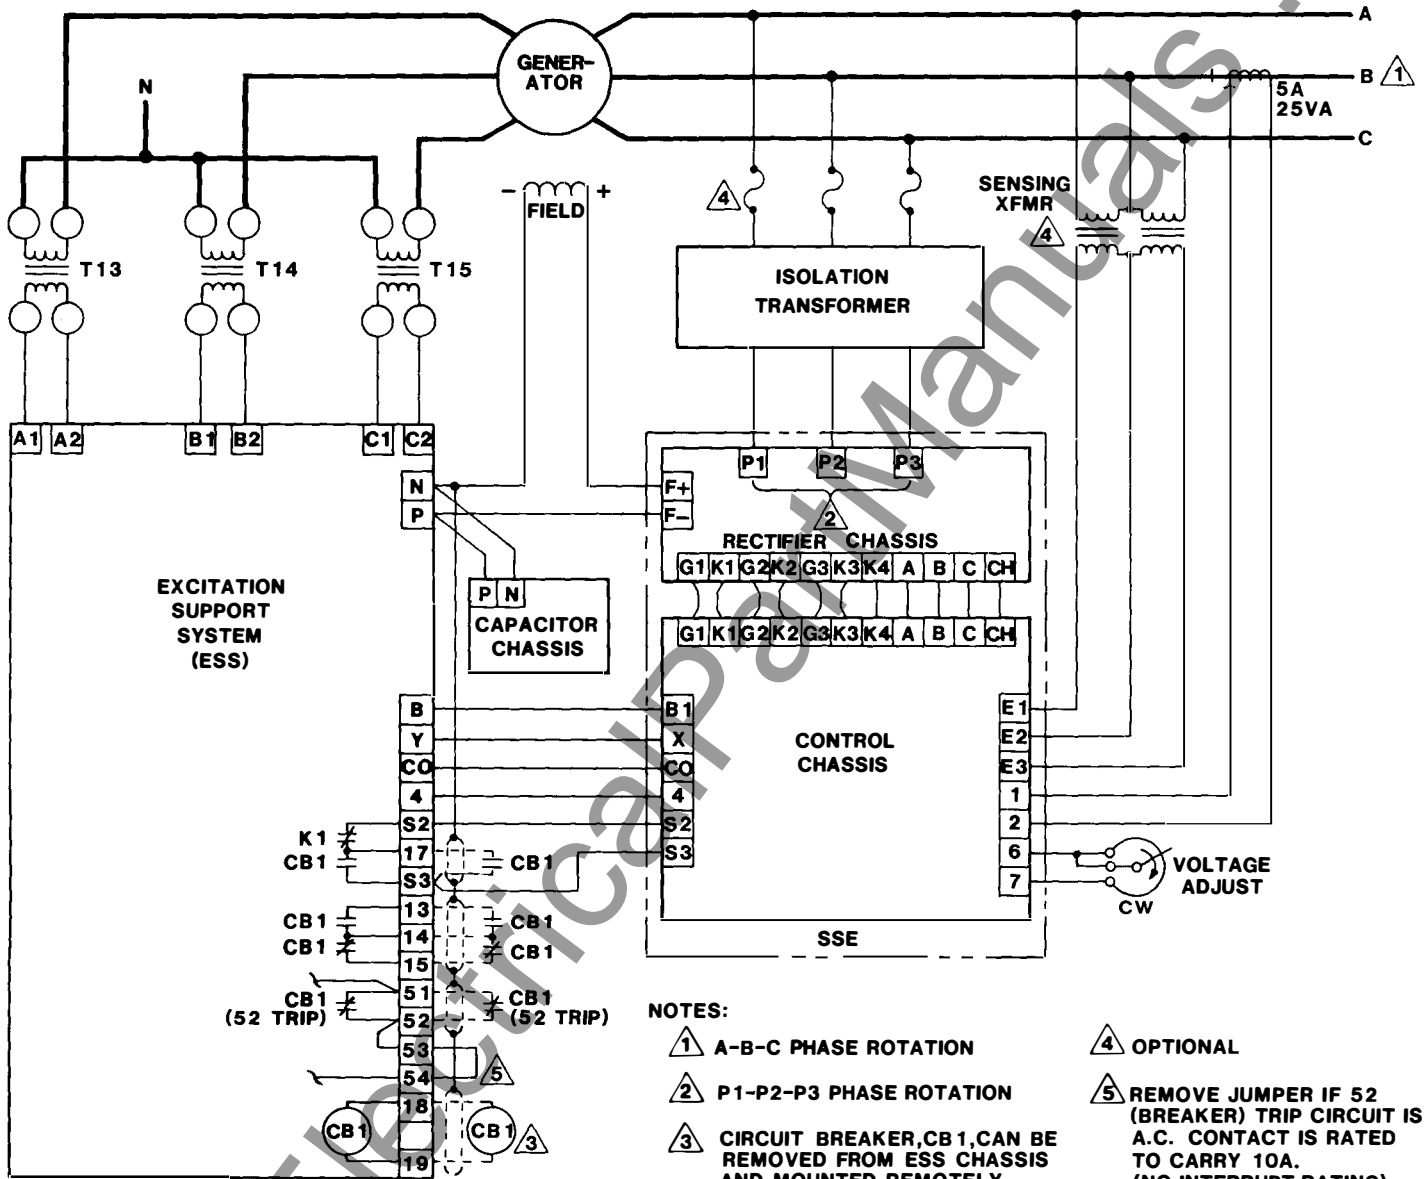 A
GENER-
ATOR
N
B 1
5A
25VA
C
- FIELD +
4
SENSING
XFMR
4
T13 T14 T15
ISOLATION
TRANSFORMER
A1 A2 B1 B2 C1 C2
P1 P2 P3
N F+
P F-
2
RECTIFIER CHASSIS
G1 K1 G2 K2 G3 K3 K4 A B C CH
EXCITATION
SUPPORT
SYSTEM
(ESS)
P N
CAPACITOR
CHASSIS
G1 K1 G2 K2 G3 K3 K4 A B C CH
B B1 E1
Y X E2
CONTROL
CHASSIS
CO CO E3
4 4 1
S2 S2 2
K1
17 S3 6
CB1 CB1
VOLTAGE
ADJUST
S3 7
CW
13
CB1 CB1
14
CB1 CB1
15
SSE
51
CB1
(52 TRIP)
CB1
(52 TRIP)
52
53
54 5
18
CB1 CB1 3
19
NOTES:
1 A-B-C PHASE ROTATION
2 P1-P2-P3 PHASE ROTATION
3 CIRCUIT BREAKER,CB1,CAN BE
REMOVED FROM ESS CHASSIS
AND MOUNTED REMOTELY
4 OPTIONAL
5 REMOVE JUMPER IF 52
(BREAKER) TRIP CIRCUIT IS
A.C. CONTACT IS RATED
TO CARRY 10A.
(NO INTERRUPT RATING)
ElectricalPartManuals